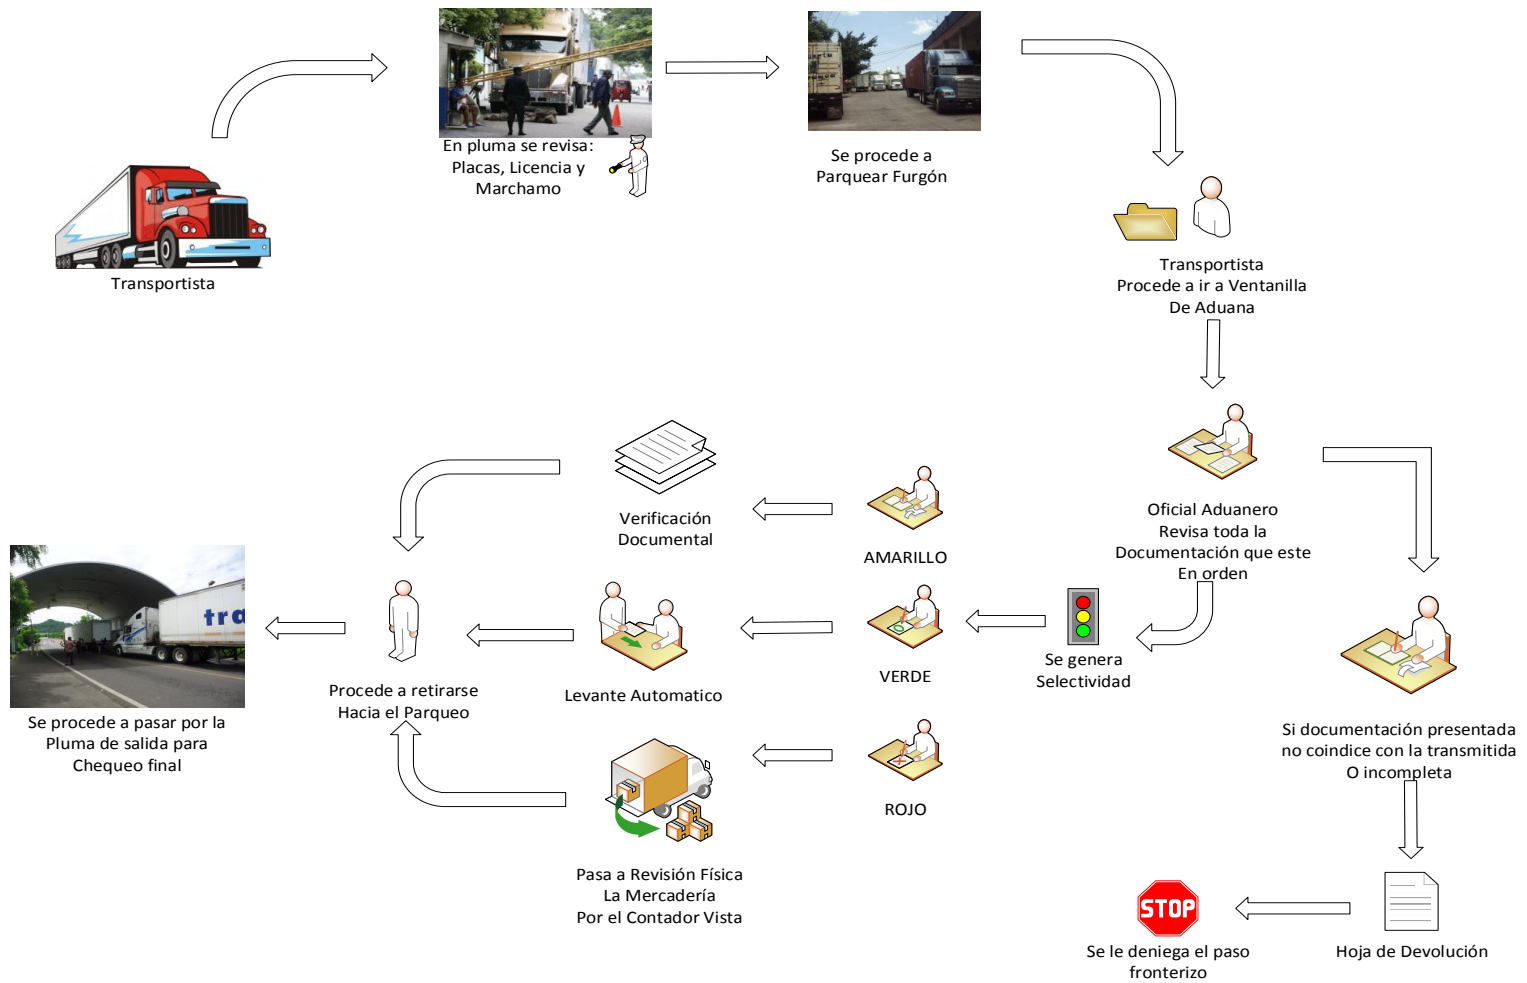 En pluma se revisa:
Placas, Licencia y
Marchamo
Se procede a
Parquear Furgón
Transportista
Transportista
Procede a ir a Ventanilla
De Aduana
Oficial Aduanero
Revisa toda la
Documentación que este
En orden
Se genera
Selectividad
AMARILLO
VERDE
ROJO
Verificación
Documental
Levante Automatico
Pasa a Revisión Física
La Mercadería
Por el Contador Vista
Procede a retirarse
Hacia el Parqueo
tra
Se procede a pasar por la
Pluma de salida para
Chequeo final
Si documentación presentada
no coindice con la transmitida
O incompleta
Hoja de Devolución
STOP
Se le deniega el paso
fronterizo